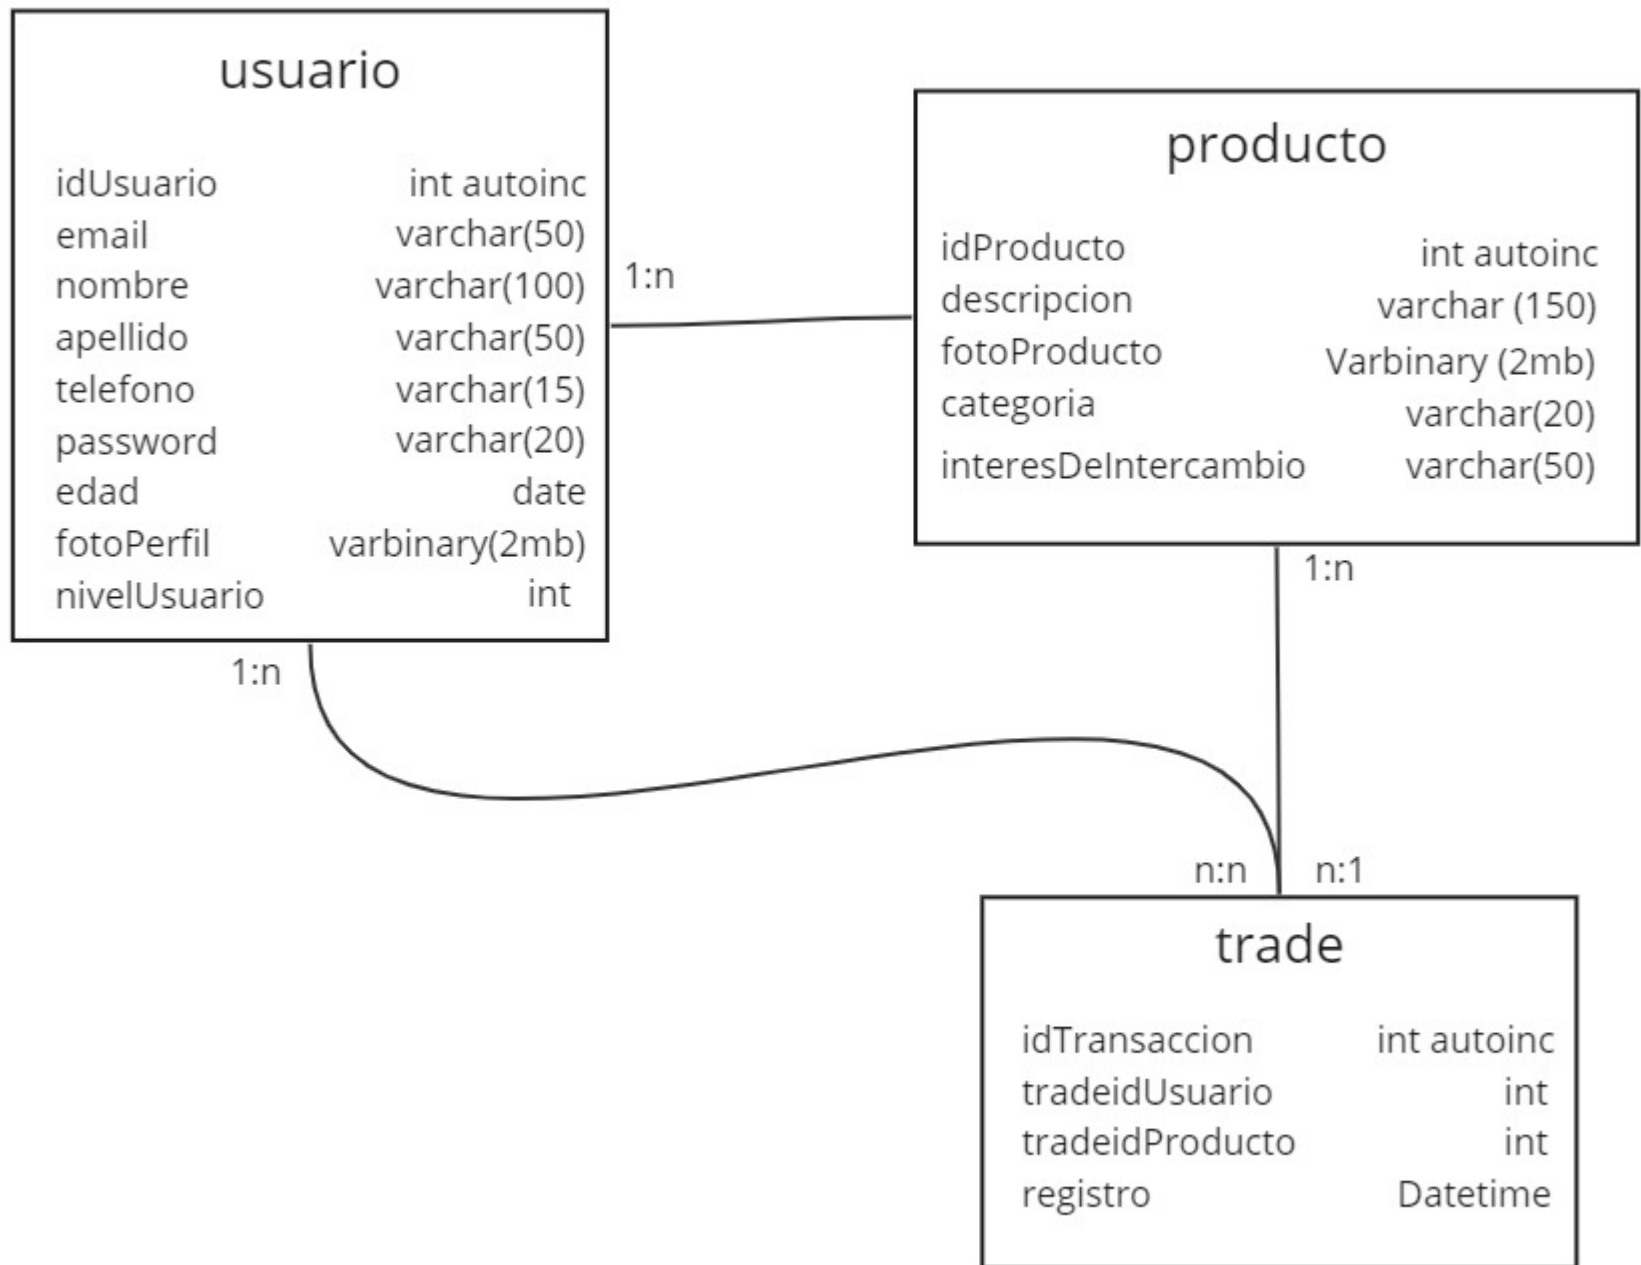 usuario
idUsuario int autoinc
email varchar(50)
nombre varchar(100)
apellido varchar(50)
telefono varchar(15)
password varchar(20)
edad date
fotoPerfil varbinary(2mb)
nivelUsuario int
1:n
producto
idProducto int autoinc
descripcion varchar (150)
fotoProducto Varbinary (2mb)
categoria varchar(20)
interesDeIntercambio varchar(50)
1:n
1:n
n:n n:1
trade
idTransaccion int autoinc
tradeidUsuario int
tradeidProducto int
registro Datetime